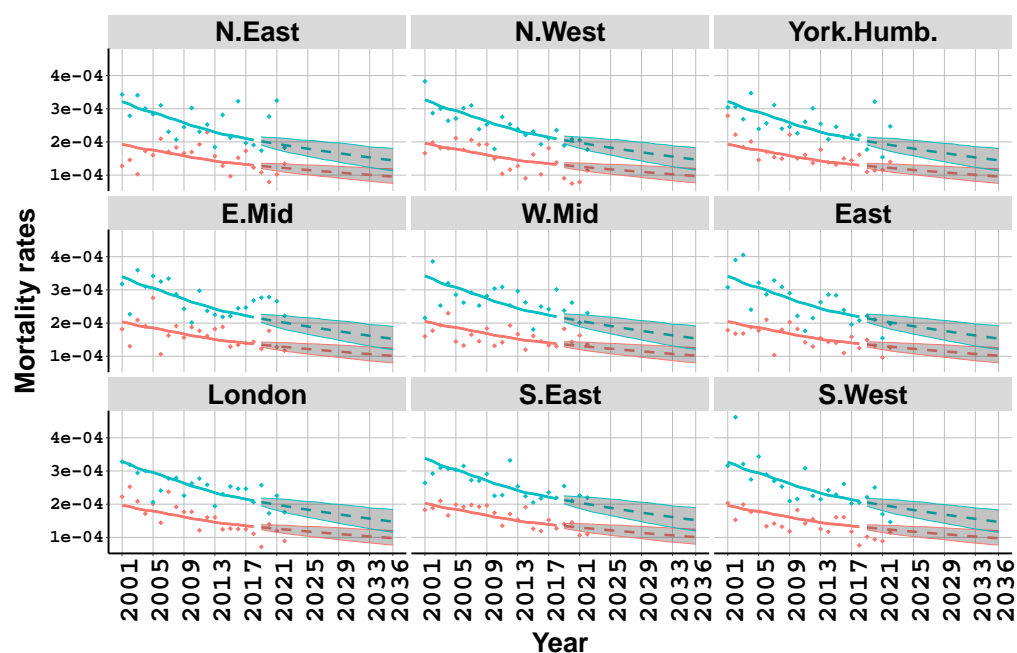 N.East N.West York.Humb.
4e-04
3e-04
2e-04
1e-04
E.Mid W.Mid East
4e-04
3e-04
2e-04
1e-04
London S.East S.West
4e-04
3e-04
2e-04
1e-04
Mortality rates
2001 2005 2009 2013 2017 2021 2025 2029 2033 2036 2001 2005 2009 2013 2017 2021 2025 2029 2033 2036 2001 2005 2009 2013 2017 2021 2025 2029 2033 2036
Year